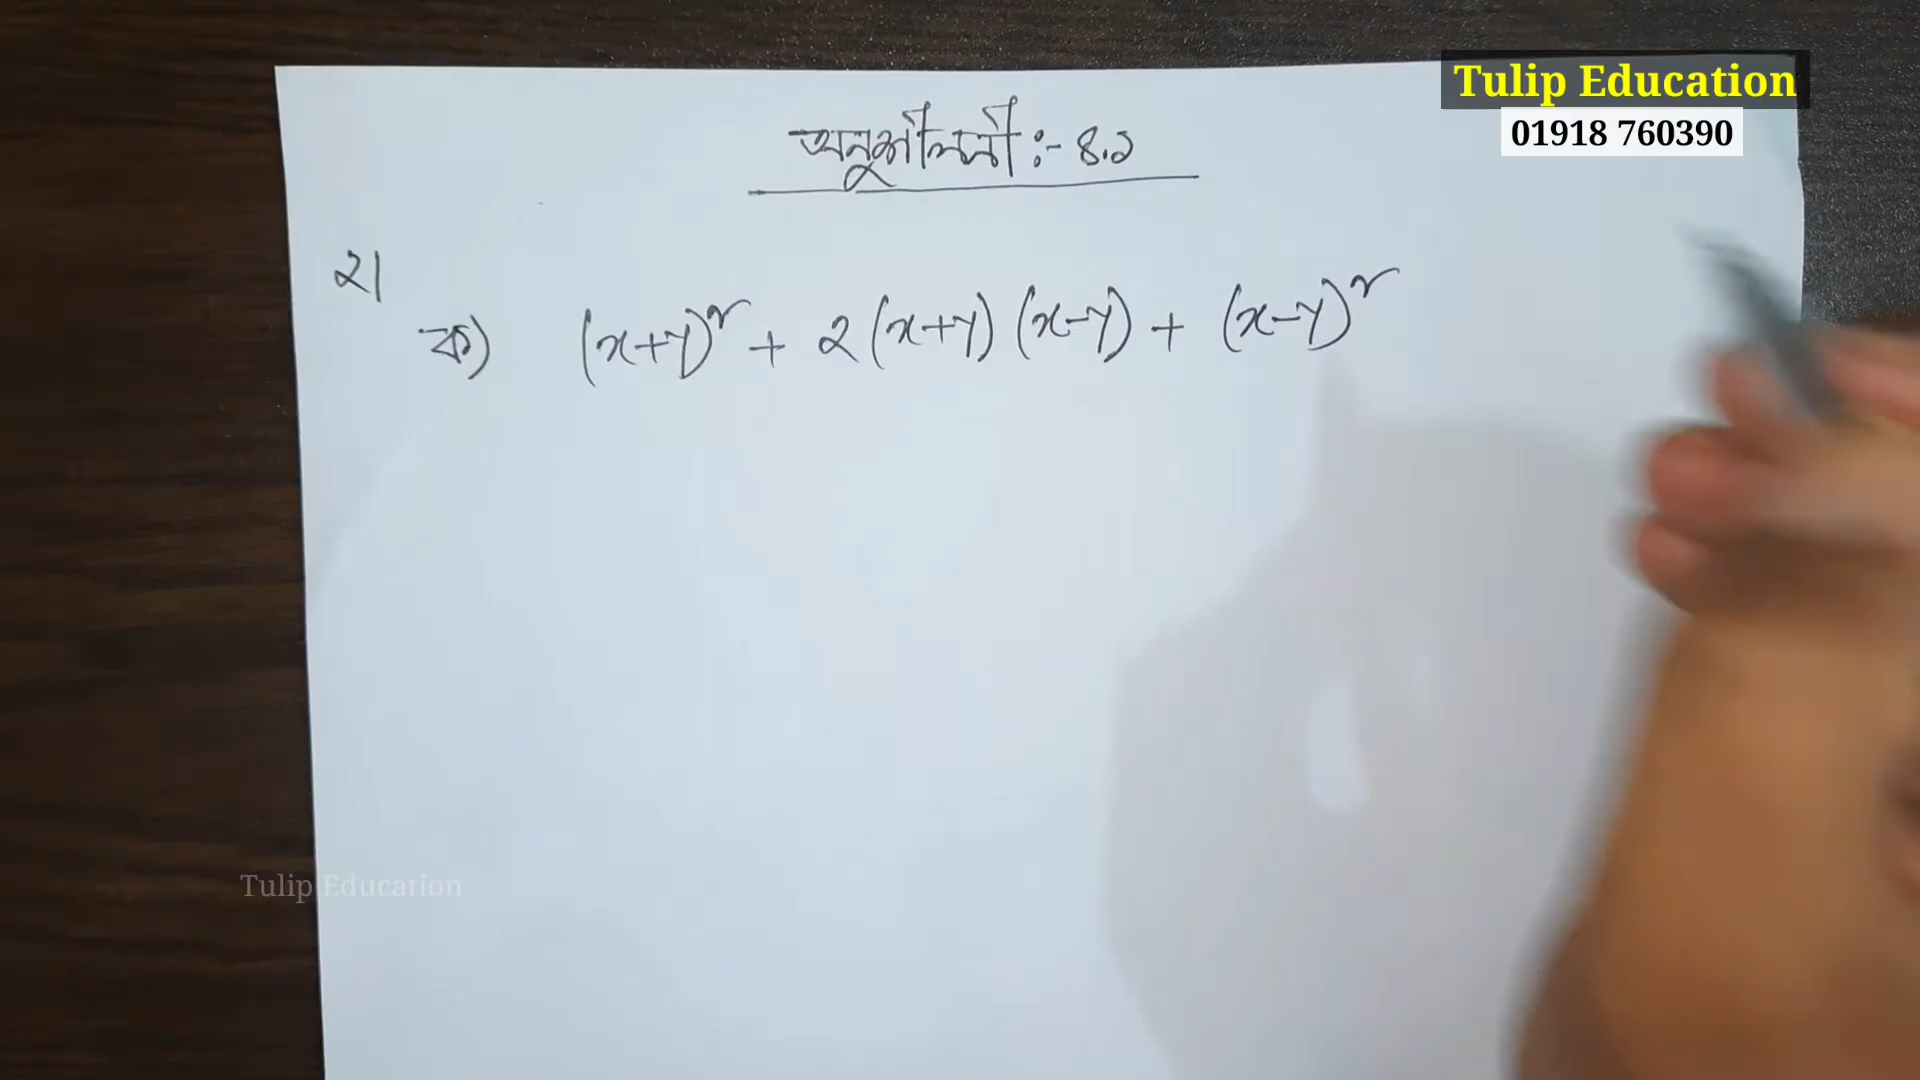 Tulip Education
01918 760390
অনুশীলনী :- ৪.১
২।
ক) (x+y)² + 2(x+y)(x-y) + (x-y)²
Tulip Education